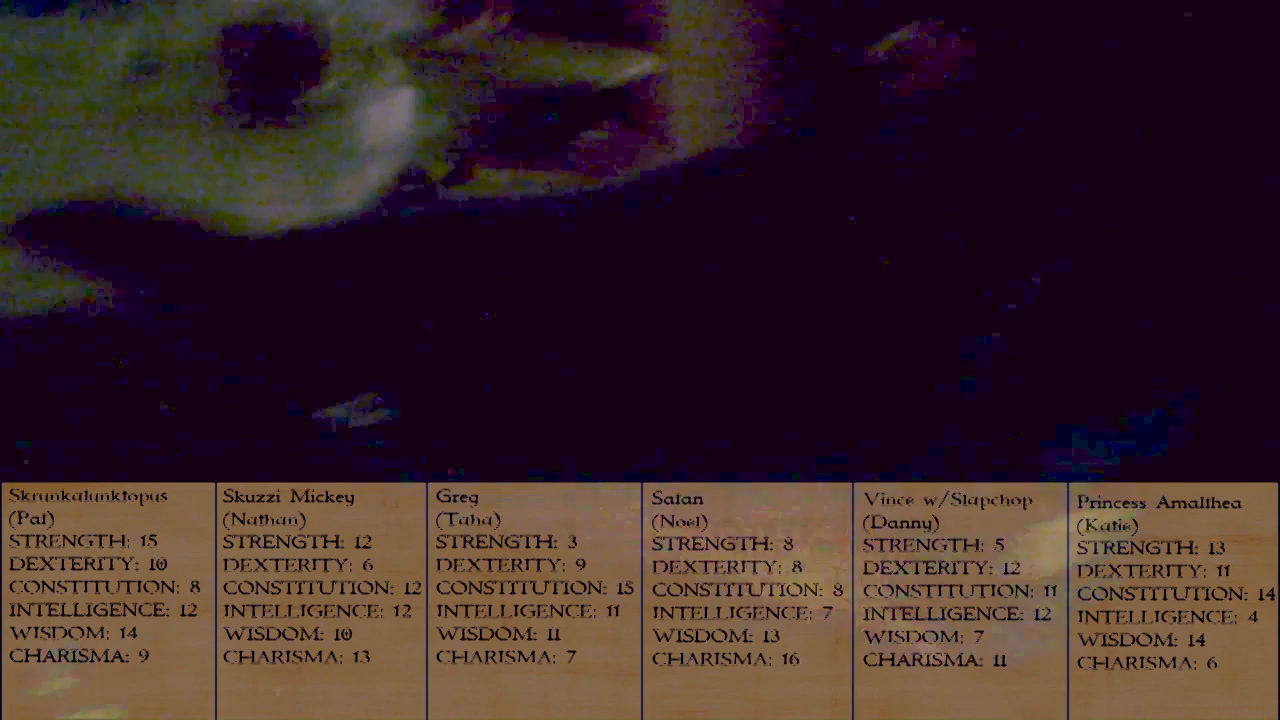 Skrunkalunktopus
(Pat)
STRENGTH: 15
DEXTERITY: 10
CONSTITUTION: 8
INTELLIGENCE: 12
WISDOM: 14
CHARISMA: 9
Skuzzi Mickey
(Nathan)
STRENGTH: 12
DEXTERITY: 6
CONSTITUTION: 12
INTELLIGENCE: 12
WISDOM: 10
CHARISMA: 13
Greg
(Taha)
STRENGTH: 3
DEXTERITY: 9
CONSTITUTION: 15
INTELLIGENCE: 11
WISDOM: 11
CHARISMA: 7
Satan
(Noel)
STRENGTH: 8
DEXTERITY: 8
CONSTITUTION: 8
INTELLIGENCE: 7
WISDOM: 13
CHARISMA: 16
Vince w/Slapchop
(Danny)
STRENGTH: 5
DEXTERITY: 12
CONSTITUTION: 11
INTELLIGENCE: 12
WISDOM: 7
CHARISMA: 11
Princess Amalthea
(Katie)
STRENGTH: 13
DEXTERITY: 11
CONSTITUTION: 14
INTELLIGENCE: 4
WISDOM: 14
CHARISMA: 6